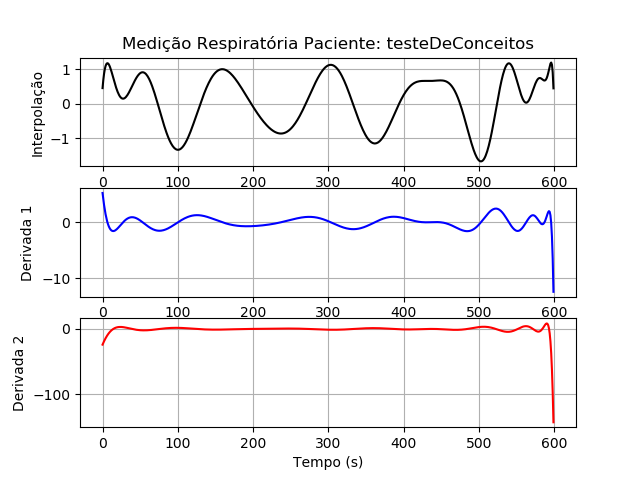 Medição Respiratória Paciente: testeDeConceitos
Interpolação
1
0
−1
0 100 200 300 400 500 600
Derivada 1
0
−10
0 100 200 300 400 500 600
Derivada 2
0
−100
0 100 200 300 400 500 600
Tempo (s)